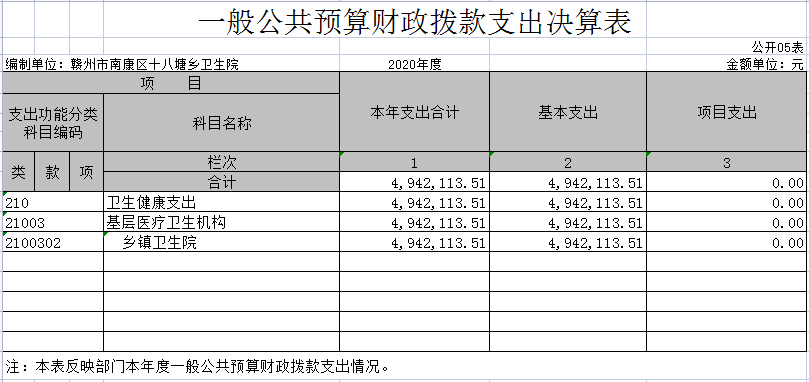 一般公共预算财政拨款支出决算表
公开05表
编制单位：赣州市南康区十八塘乡卫生院 2020年度 金额单位：元
项 目 本年支出合计 基本支出 项目支出
支出功能分类科目编码 科目名称
类 款 项 栏次 1 2 3
合计 4,942,113.51 4,942,113.51 0.00
210 卫生健康支出 4,942,113.51 4,942,113.51 0.00
21003 基层医疗卫生机构 4,942,113.51 4,942,113.51 0.00
2100302 乡镇卫生院 4,942,113.51 4,942,113.51 0.00
注：本表反映部门本年度一般公共预算财政拨款支出情况。